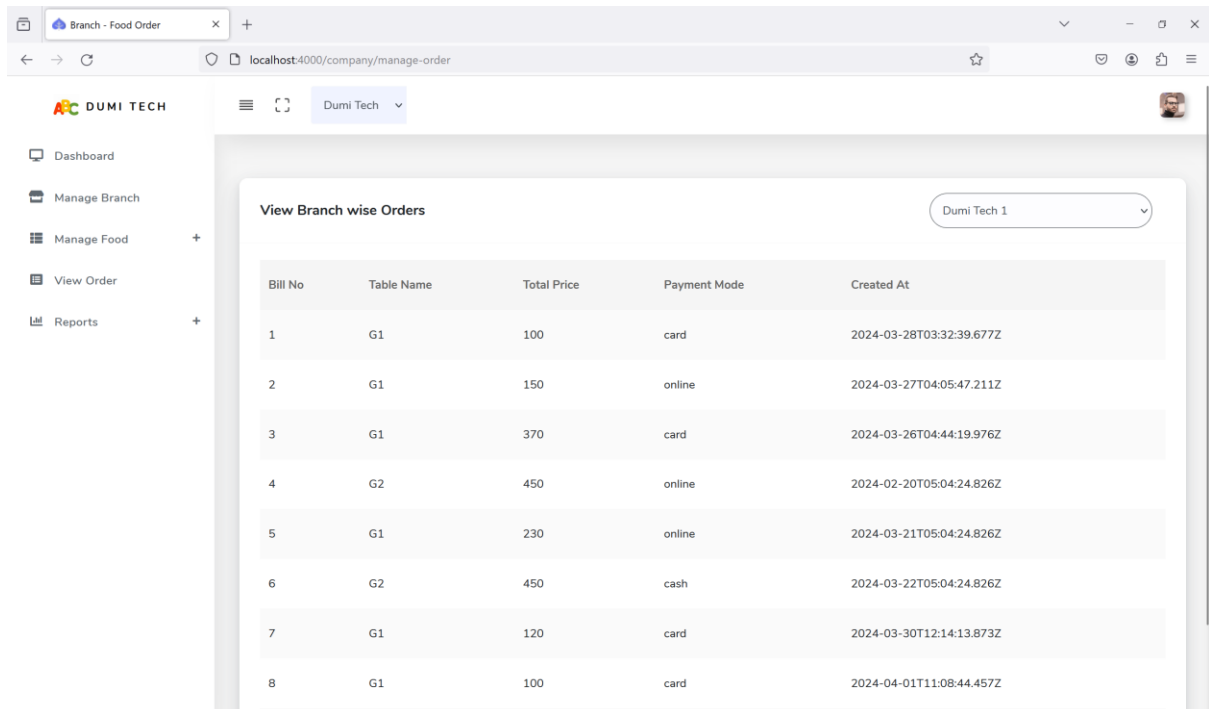 Branch - Food Order
localhost:4000/company/manage-order
ABC DUMI TECH
Dumi Tech
Dashboard
Manage Branch
Manage Food +
View Order
Reports +
View Branch wise Orders
Dumi Tech 1
Bill No Table Name Total Price Payment Mode Created At
1 G1 100 card 2024-03-28T03:32:39.677Z
2 G1 150 online 2024-03-27T04:05:47.211Z
3 G1 370 card 2024-03-26T04:44:19.976Z
4 G2 450 online 2024-02-20T05:04:24.826Z
5 G1 230 online 2024-03-21T05:04:24.826Z
6 G2 450 cash 2024-03-22T05:04:24.826Z
7 G1 120 card 2024-03-30T12:14:13.873Z
8 G1 100 card 2024-04-01T11:08:44.457Z